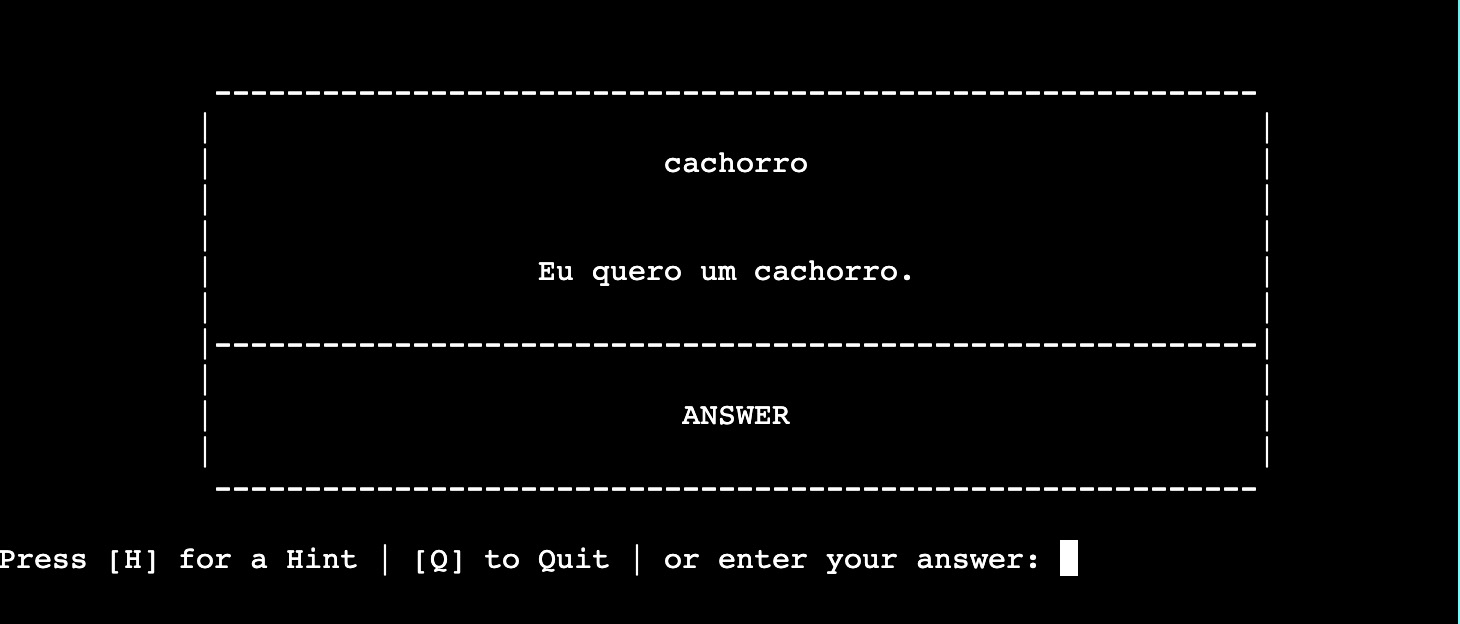 cachorro
Eu quero um cachorro.
ANSWER
Press [H] for a Hint | [Q] to Quit | or enter your answer: